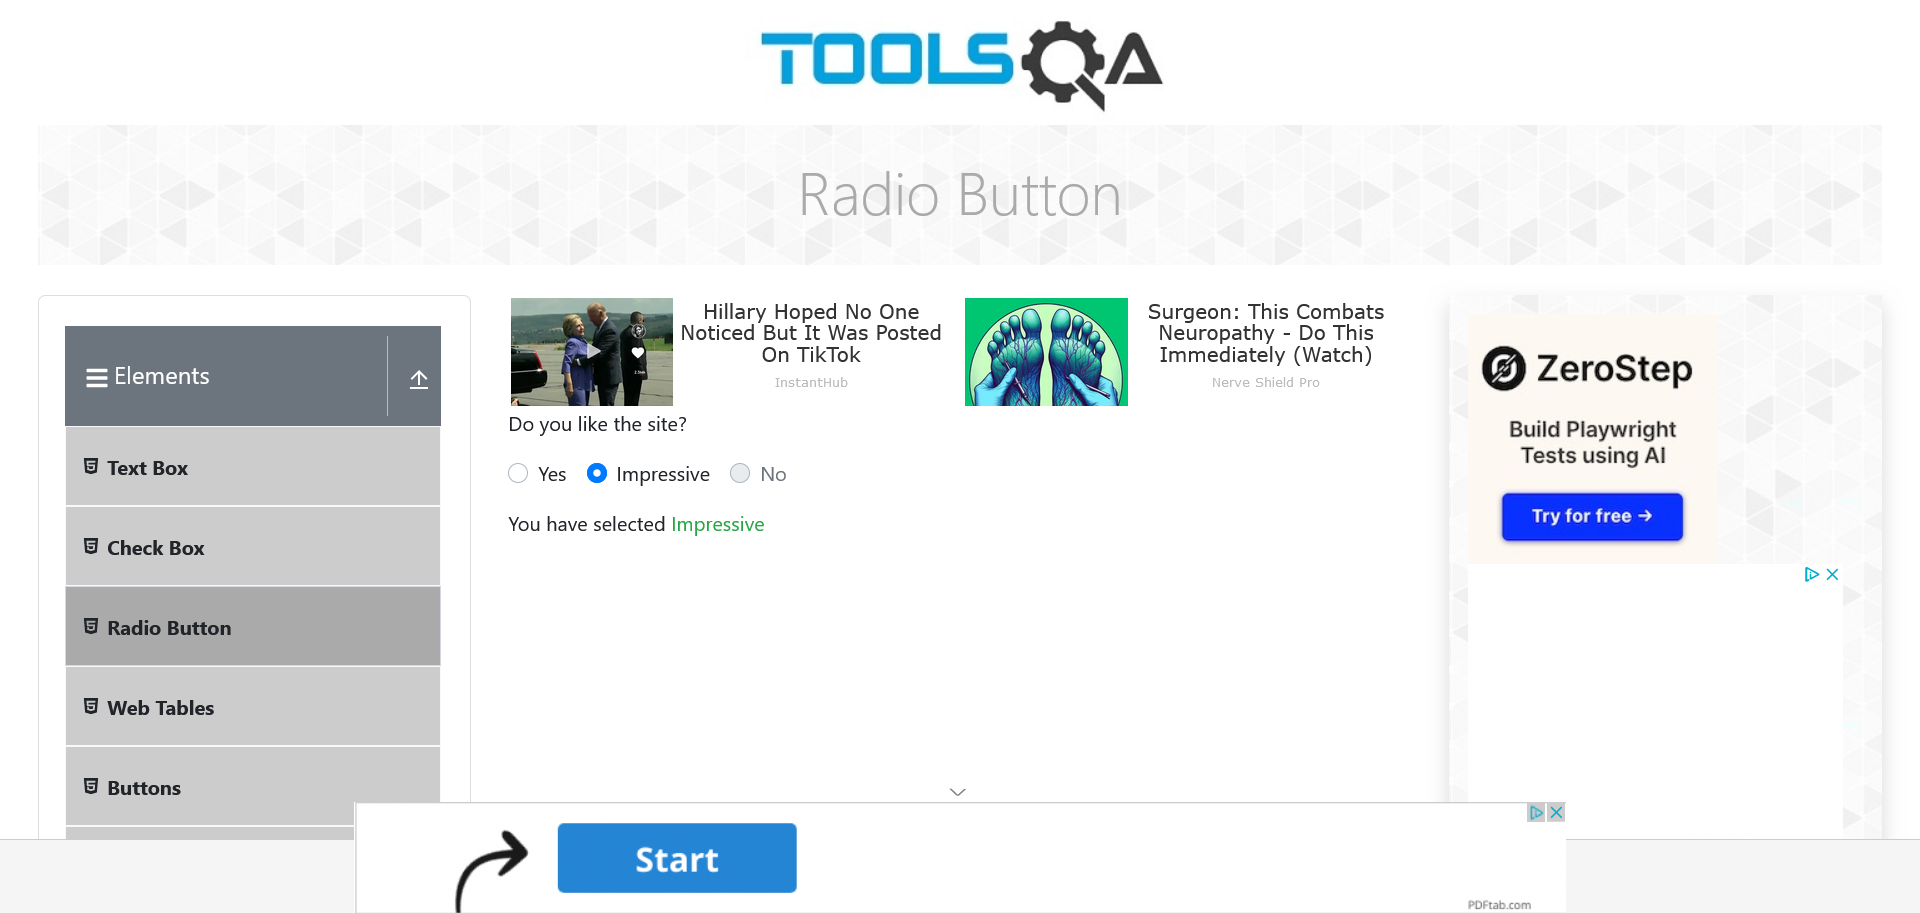 TOOLSQA
Radio Button
Elements
Text Box
Check Box
Radio Button
Web Tables
Buttons
Hillary Hoped No One
Noticed But It Was Posted
On TikTok
InstantHub
Surgeon: This Combats
Neuropathy - Do This
Immediately (Watch)
Nerve Shield Pro
Do you like the site?
Yes
Impressive
No
You have selected Impressive
ZeroStep
Build Playwright
Tests using AI
Try for free →
Start
PDFtab.com